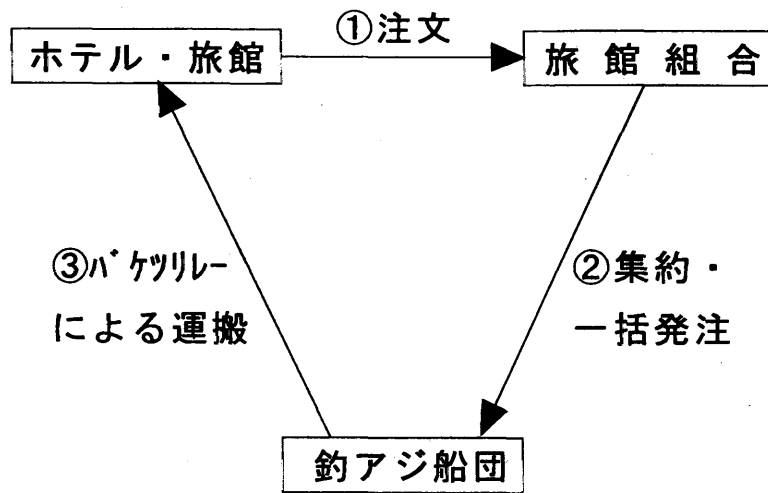 ①注文
ホテル・旅館
旅館組合
③バケツリレー
による運搬
②集約・
一括発注
釣アジ船団